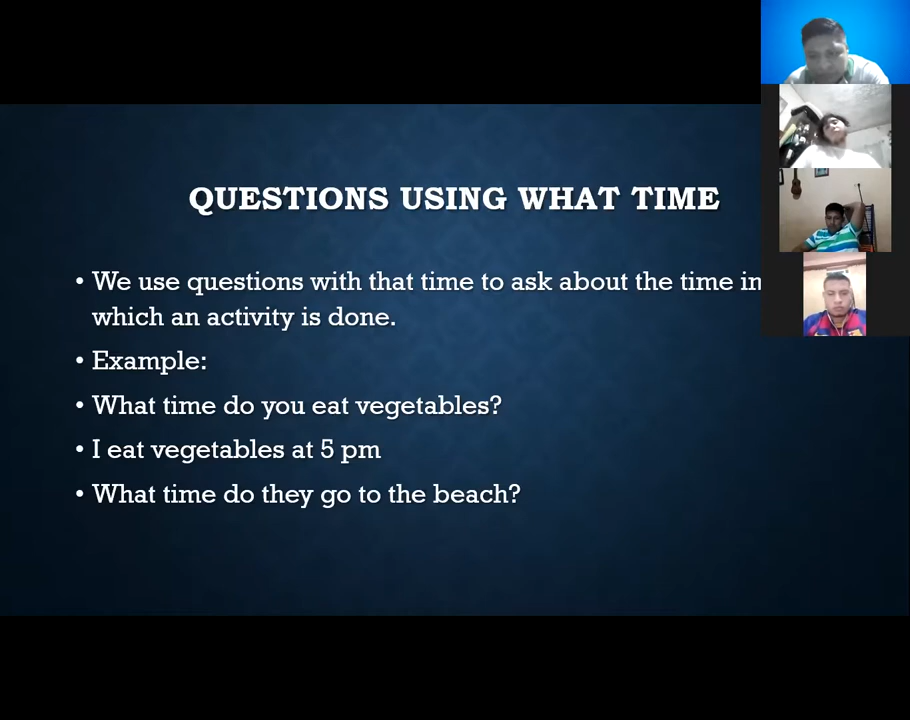 QUESTIONS USING WHAT TIME
• We use questions with that time to ask about the time in
which an activity is done.
• Example:
• What time do you eat vegetables?
• I eat vegetables at 5 pm
• What time do they go to the beach?